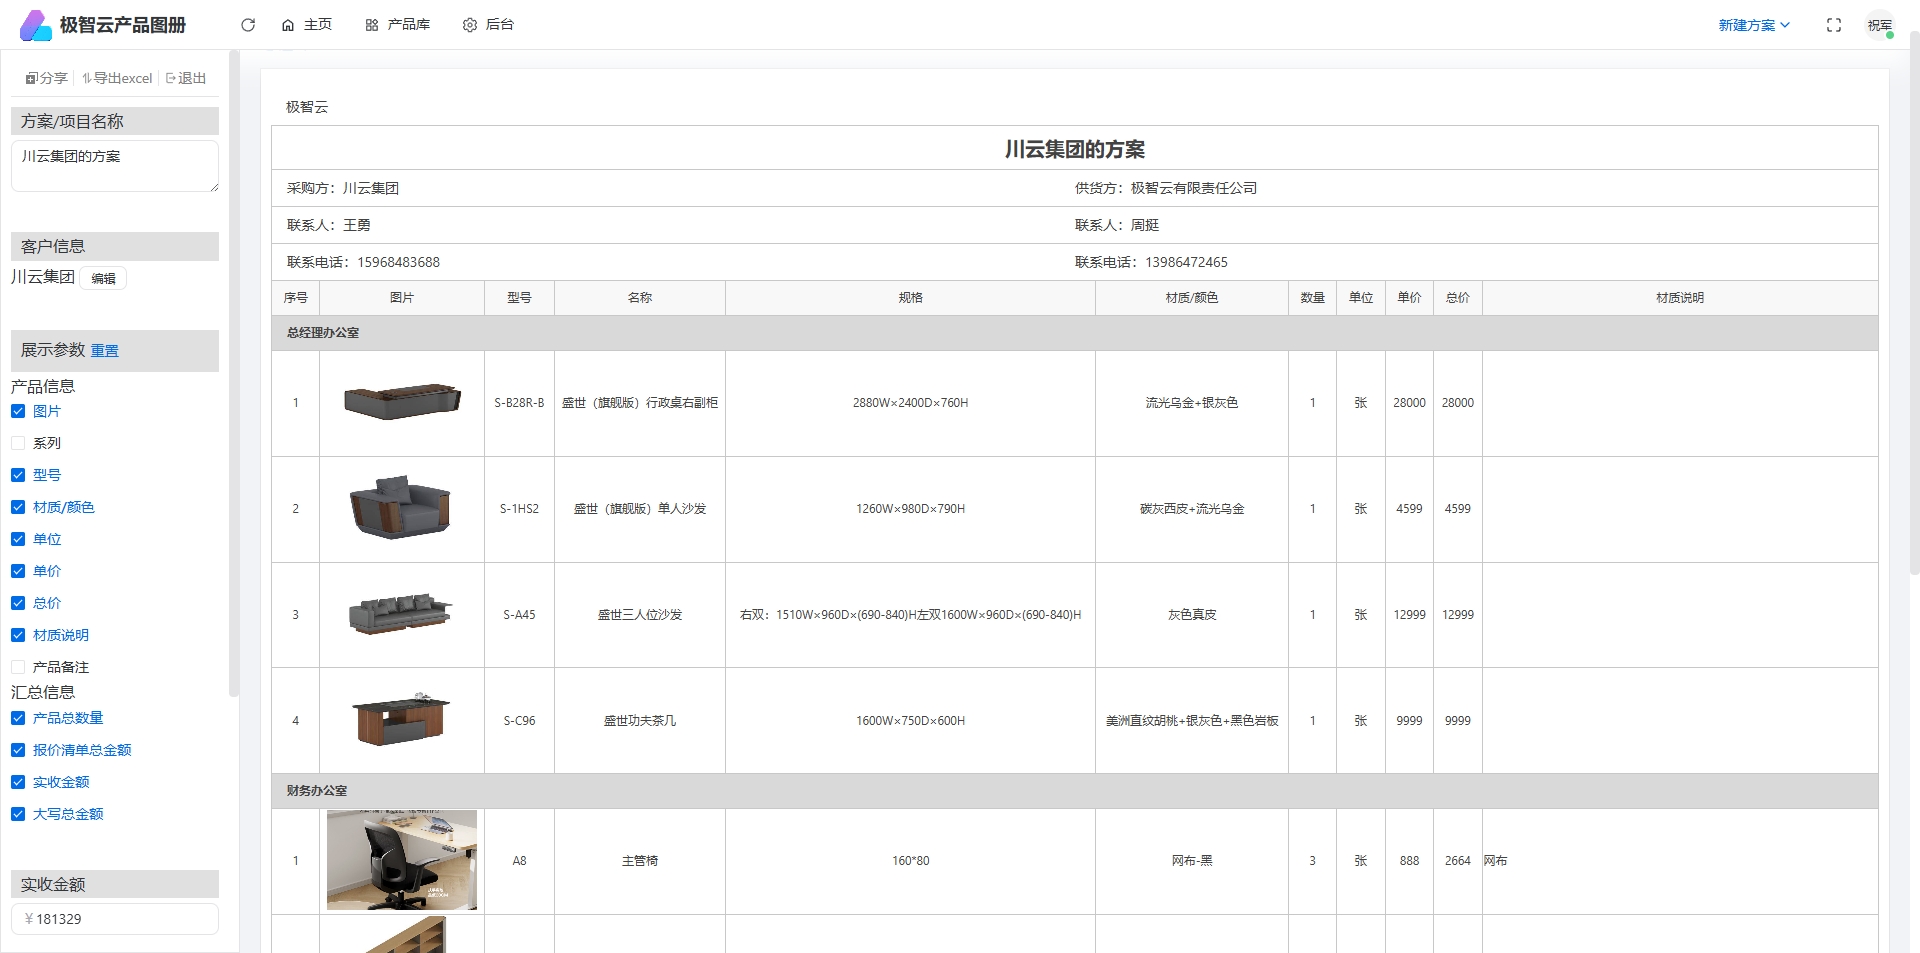 极智云产品图册
主页
产品库
后台
新建方案
祝军
分享
导出excel
退出
方案/项目名称
川云集团的方案
客户信息
川云集团 编辑
展示参数 重置
产品信息
图片
系列
型号
材质/颜色
单位
单价
总价
材质说明
产品备注
汇总信息
产品总数量
报价清单总金额
实收金额
大写总金额
实收金额
¥ 181329
极智云
川云集团的方案
采购方：川云集团 供货方：极智云有限责任公司
联系人：王勇 联系人：周挺
联系电话：15968483688 联系电话：13986472465
序号 图片 型号 名称 规格 材质/颜色 数量 单位 单价 总价 材质说明
总经理办公室
1 S-B28R-B 盛世（旗舰版）行政桌右副柜 2880W×2400D×760H 流光乌金+银灰色 1 张 28000 28000
2 S-1HS2 盛世（旗舰版）单人沙发 1260W×980D×790H 碳灰西皮+流光乌金 1 张 4599 4599
3 S-A45 盛世三人位沙发 右双：1510W×960D×(690-840)H左双1600W×960D×(690-840)H 灰色真皮 1 张 12999 12999
4 S-C96 盛世功夫茶几 1600W×750D×600H 美洲直纹胡桃+银灰色+黑色岩板 1 张 9999 9999
财务办公室
1 A8 主管椅 160*80 网布-黑 3 张 888 2664 网布